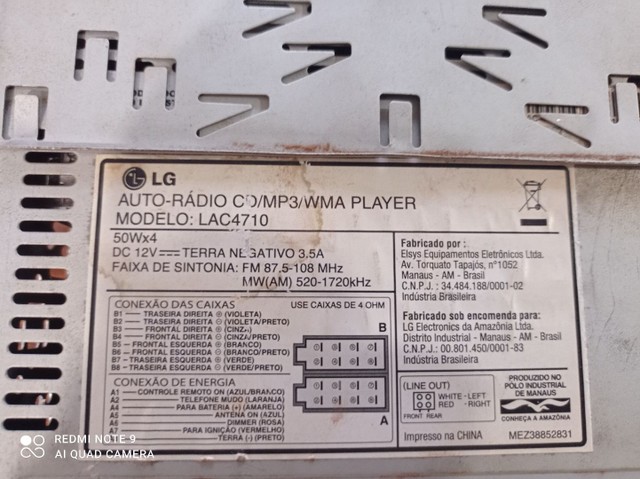 LG
AUTO-RÁDIO CD/MP3/WMA PLAYER
MODELO: LAC4710
50Wx4
DC 12V TERRA NEGATIVO 3.5A
FAIXA DE SINTONIA: FM 87.5-108 MHz
MW(AM) 520-1720kHz
CONEXÃO DAS CAIXAS
USE CAIXAS DE 4 OHM
B1 - TRASEIRA DIREITA ⊕ (VIOLETA)
B2 - TRASEIRA DIREITA ⊖ (VIOLETA/PRETO)
B3 - FRONTAL DIREITA ⊕ (CINZA)
B4 - FRONTAL DIREITA ⊖ (CINZA/PRETO)
B5 - FRONTAL ESQUERDA ⊕ (BRANCO)
B6 - FRONTAL ESQUERDA ⊖ (BRANCO/PRETO)
B7 - TRASEIRA ESQUERDA ⊕ (VERDE)
B8 - TRASEIRA ESQUERDA ⊖ (VERDE/PRETO)
B
CONEXÃO DE ENERGIA
A1 - CONTROLE REMOTO ON (AZUL/BRANCO)
A2 - TELEFONE MUDO (LARANJA)
A4 - PARA BATERIA (+) (AMARELO)
ANTENA ON (AZUL)
DIMMER (ROSA)
A7 - PARA IGNIÇÃO (VERMELHO)
TERRA (-) (PRETO)
A
Fabricado por:
Elsys Equipamentos Eletrônicos Ltda.
Av. Torquato Tapajós, n°1052
Manaus - AM - Brasil
C.N.P.J.: 34.484.188/0001-02
Indústria Brasileira
Fabricado sob encomenda para:
LG Electronics da Amazônia Ltda.
Distrito Industrial - Manaus - AM - Brasil
C.N.P.J.: 00.801.450/0001-83
Indústria Brasileira
(LINE OUT)
WHITE - LEFT
RED - RIGHT
FRONT REAR
PRODUZIDO NO
POLO INDUSTRIAL
DE MANAUS
CONHEÇA A AMAZÔNIA
Impresso na CHINA
MEZ38852831
REDMI NOTE 9
AI QUAD CAMERA